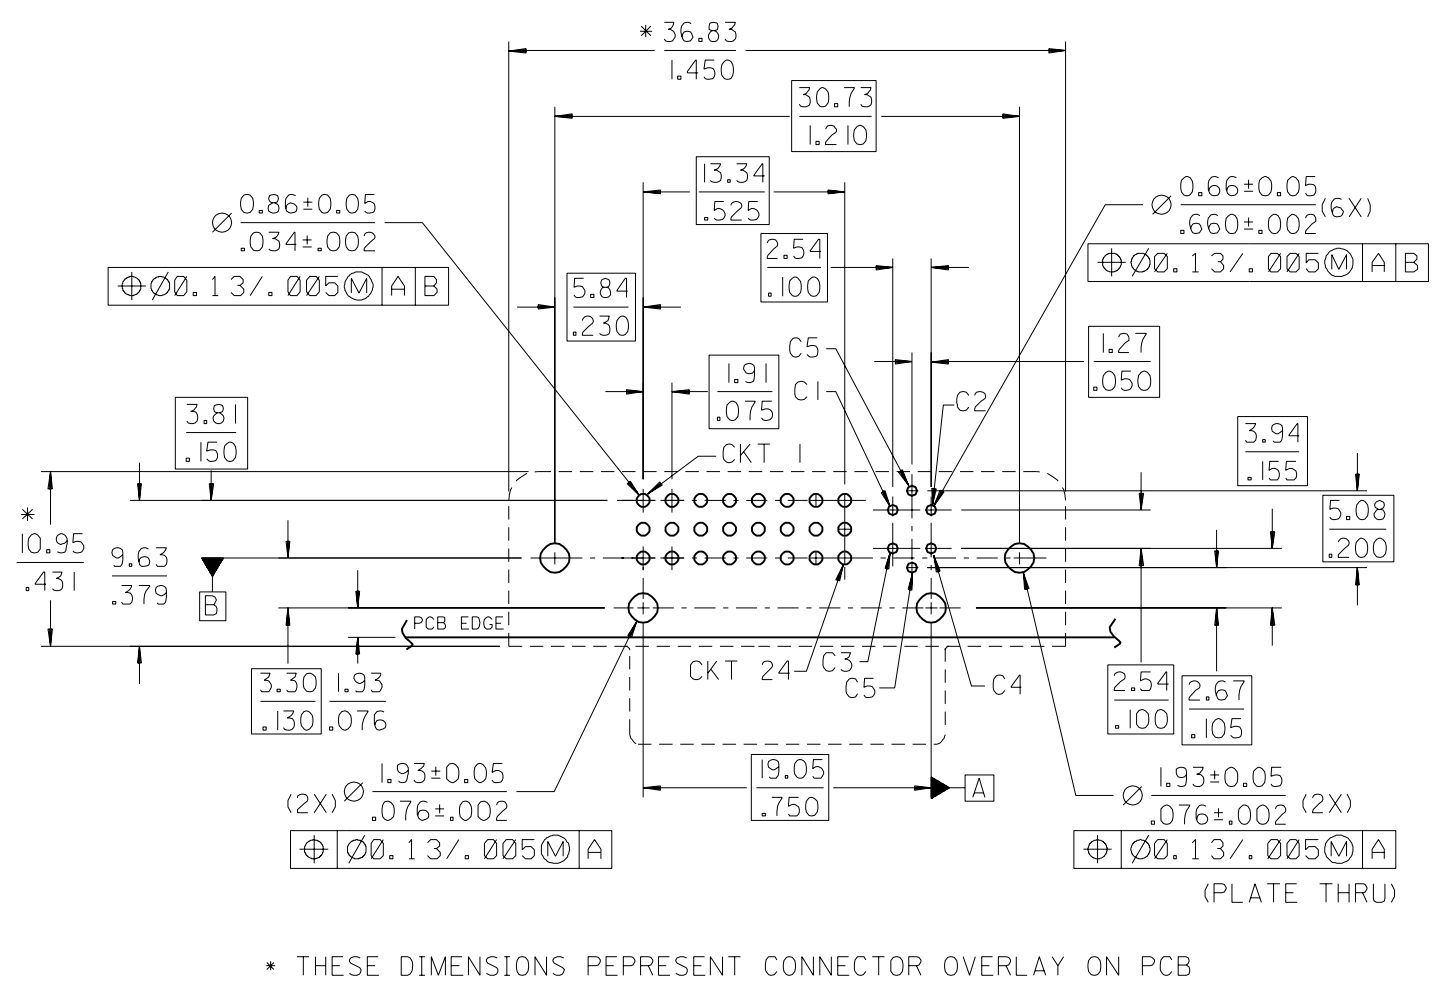 * 36.83
1.450
30.73
1.210
13.34
.525
0.86±0.05
Ø
.034±.002
⌖Ø0.13/.005Ⓜ A B
0.66±0.05
Ø (6X)
.660±.002
⌖Ø0.13/.005Ⓜ A B
2.54
.100
5.84
.230
1.27
.050
C5
C1
C2
1.91
.075
3.81
.150
CKT 1
3.94
.155
5.08
.200
*
10.95
.431
9.63
.379
B
PCB EDGE
3.30
.130
1.93
.076
CKT 24
C3
C5
C4
2.54
.100
2.67
.105
19.05
.750
A
1.93±0.05
(2X) Ø
.076±.002
⌖ Ø0.13/.005Ⓜ A
1.93±0.05
Ø (2X)
.076±.002
⌖ Ø0.13/.005Ⓜ A
(PLATE THRU)
* THESE DIMENSIONS PEPRESENT CONNECTOR OVERLAY ON PCB